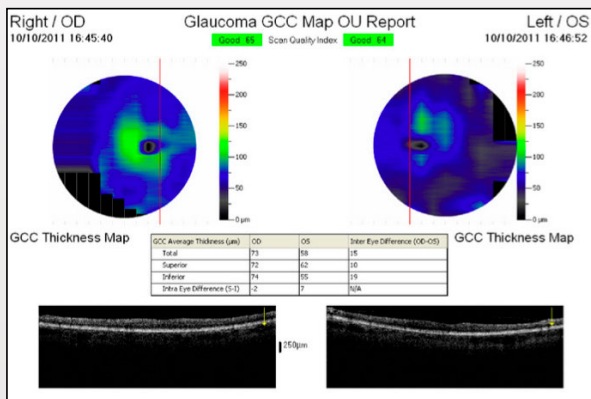 Right / OD
Glaucoma GCC Map OU Report
Left / OS
10/10/2011 16:45:40
Good : 65
Scan Quality Index
Good : 64
10/10/2011 16:46:52
250
200
150
100
50
0 µm
250
200
150
100
50
0 µm
GCC Thickness Map
GCC Thickness Map
GCC Average Thickness (µm) OD OS Inter Eye Difference (OD-OS)
Total 73 58 15
Superior 72 62 10
Inferior 74 55 19
Intra Eye Difference (S-I) -2 7 N/A
250µm